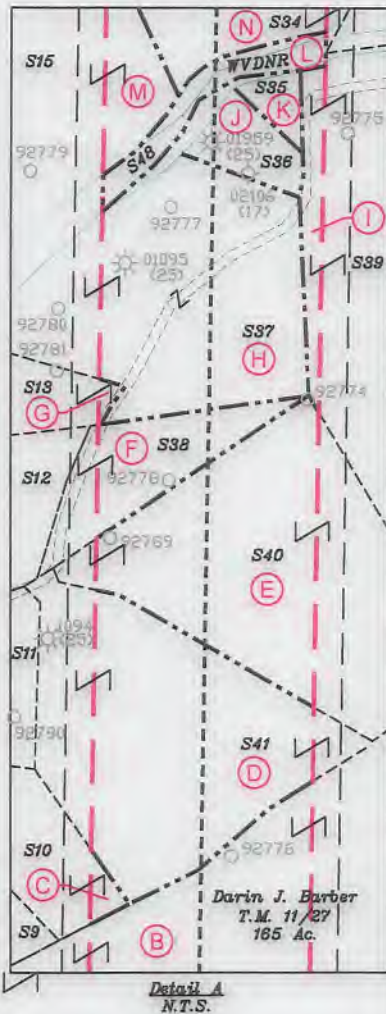 N
S34
S15
L
WVDNR
M
S35
J
K
S48
92775
01959
(25)
S36
92779
02106
(17)
92777
I
01095
(25)
S39
92780
S37
92781
H
S13
G
92774
F
S38
S12
92778
92769
S40
E
1094
(25)
S11
92790
S41
D
92776
S10
Darin J. Barber
C
T.M. 11/27
165 Ac.
S9
B
Detail A
N.T.S.